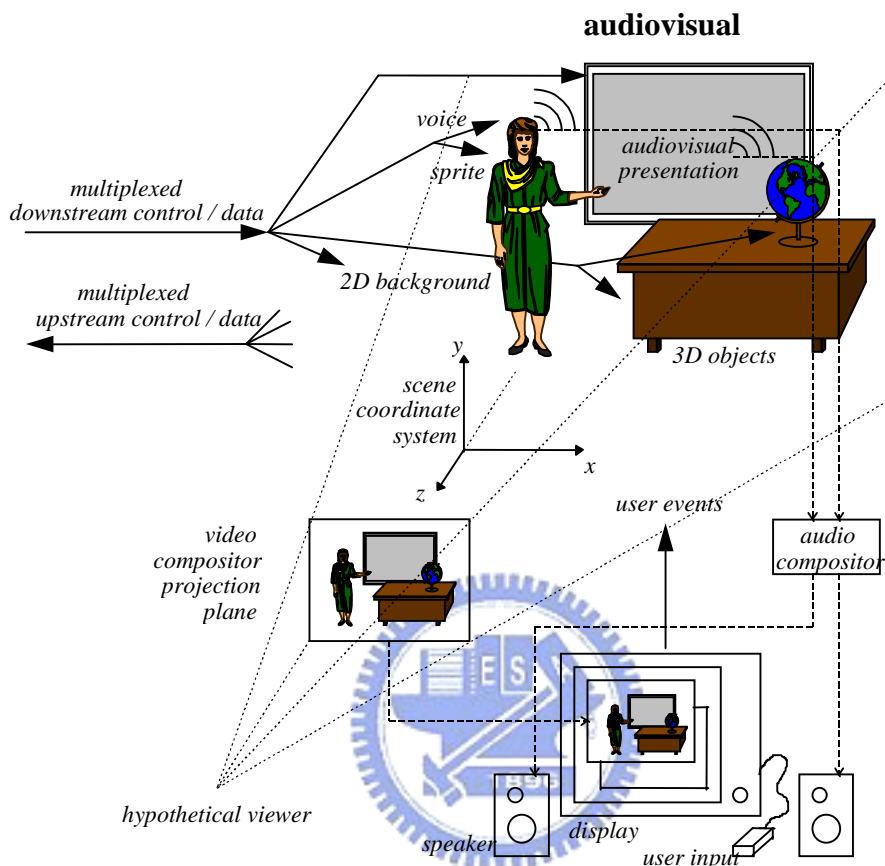 audiovisual
voice
sprite
audiovisual
presentation
multiplexed
downstream control / data
2D background
multiplexed
upstream control / data
3D objects
y
scene
coordinate
system
x
z
user events
video
compositor
projection
plane
audio
compositor
E S
1896
hypothetical viewer
speaker
display
user input